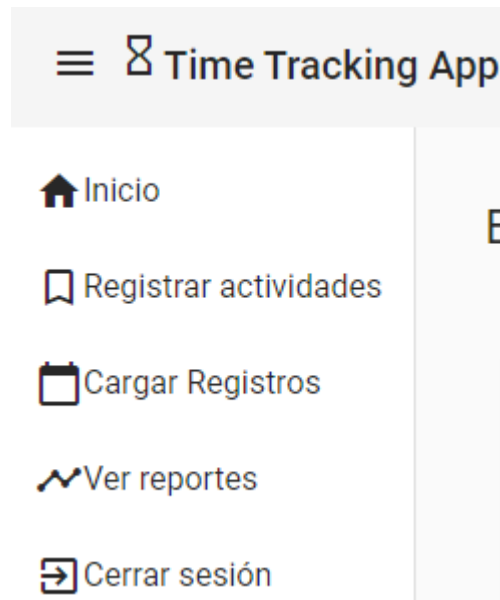 Time Tracking App
Inicio
Registrar actividades
Cargar Registros
Ver reportes
Cerrar sesión